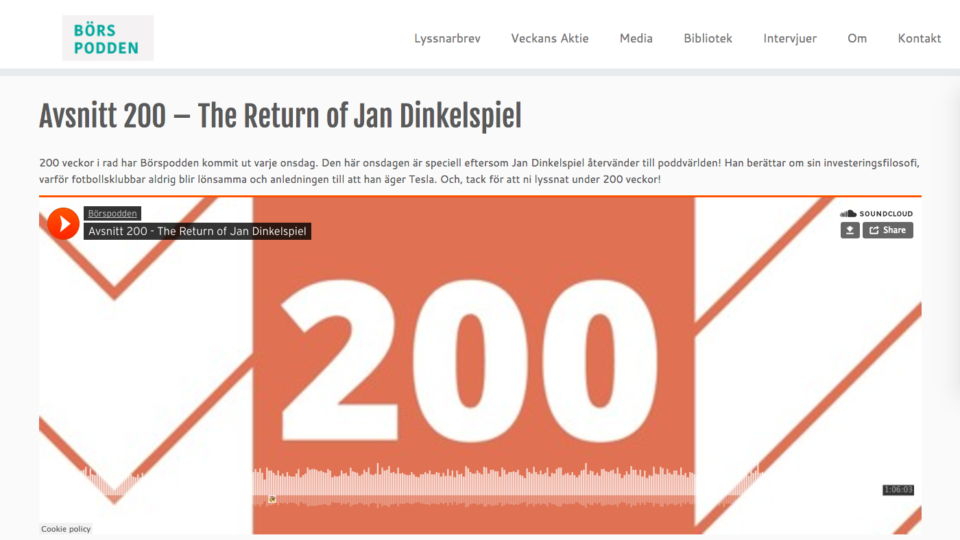 BÖRS
PODDEN
Lyssnarbrev Veckans Aktie Media Bibliotek Intervjuer Om Kontakt
Avsnitt 200 – The Return of Jan Dinkelspiel
200 veckor i rad har Börspodden kommit ut varje onsdag. Den här onsdagen är speciell eftersom Jan Dinkelspiel återvänder till poddvärlden! Han berättar om sin investeringsfilosofi,
varför fotbollsklubbar aldrig blir lönsamma och anledningen till att han äger Tesla. Och, tack för att ni lyssnat under 200 veckor!
Börspodden
SOUNDCLOUD
Avsnitt 200 - The Return of Jan Dinkelspiel
Share
200
1:06:03
Cookie policy